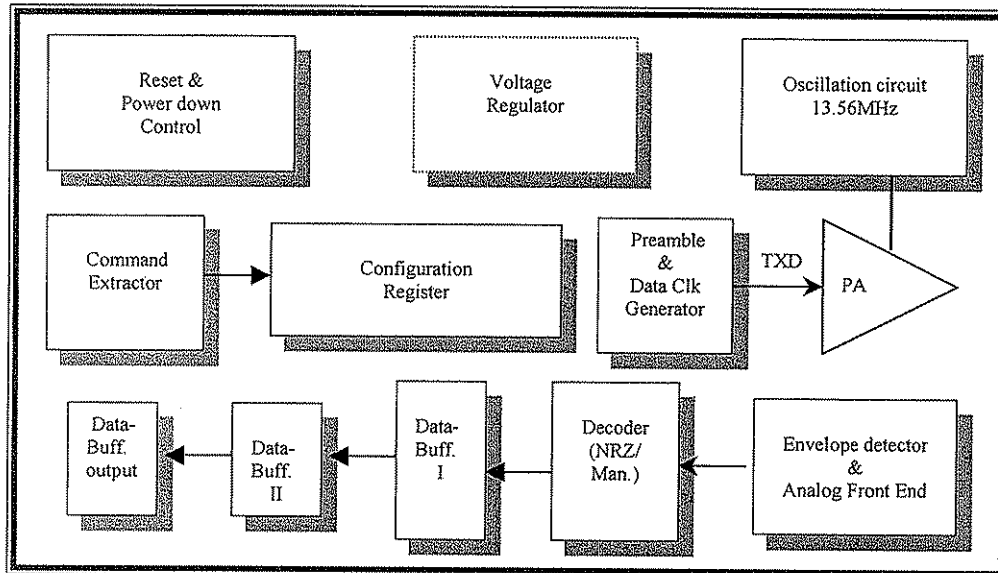 Reset &
Power down
Control
Voltage
Regulator
Oscillation circuit
13.56MHz
Command
Extractor
Configuration
Register
Preamble
&
Data Clk
Generator
TXD
PA
Data-
Buff.
output
Data-
Buff.
II
Data-
Buff.
I
Decoder
(NRZ/
Man.)
Envelope detector
&
Analog Front End